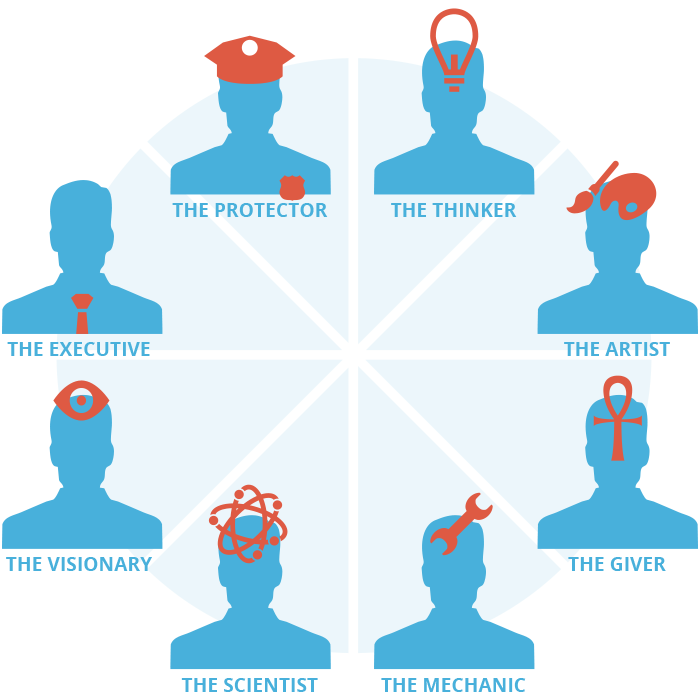 THE PROTECTOR
THE THINKER
THE EXECUTIVE
THE ARTIST
THE VISIONARY
THE GIVER
THE SCIENTIST
THE MECHANIC